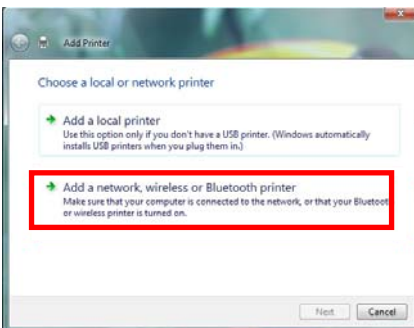 Add Printer
Choose a local or network printer
Add a local printer
Use this option only if you don't have a USB printer. (Windows automatically
installs USB printers when you plug them in.)
Add a network, wireless or Bluetooth printer
Make sure that your computer is connected to the network, or that your Bluetooth
or wireless printer is turned on.
Next
Cancel